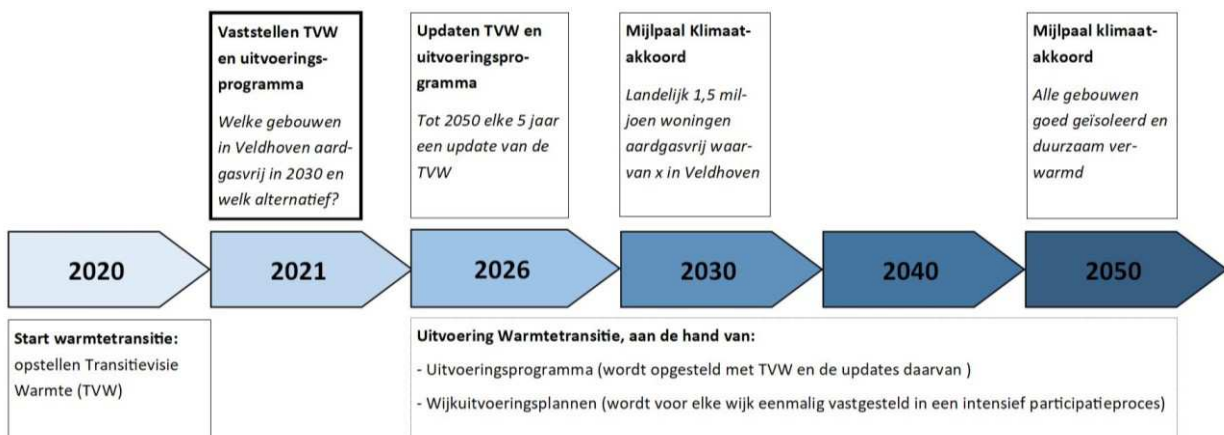 Vaststellen TVW
en uitvoerings-
programma
Welke gebouwen
in Veldhoven aard-
gasvrij in 2030 en
welk alternatief?
Updaten TVW en
uitvoeringspro-
gramma
Tot 2050 elke 5 jaar
een update van de
TVW
Mijlpaal Klimaat-
akkoord
Landelijk 1,5 mil-
joen woningen
aardgasvrij waar-
van x in Veldhoven
Mijlpaal klimaat-
akkoord
Alle gebouwen
goed geïsoleerd en
duurzaam ver-
warmd
2020
2021
2026
2030
2040
2050
Start warmtetransitie:
opstellen Transitievisie
Warmte (TVW)
Uitvoering Warmtetransitie, aan de hand van:
- Uitvoeringsprogramma (wordt opgesteld met TVW en de updates daarvan )
- Wijkuitvoeringsplannen (wordt voor elke wijk eenmalig vastgesteld in een intensief participatieproces)